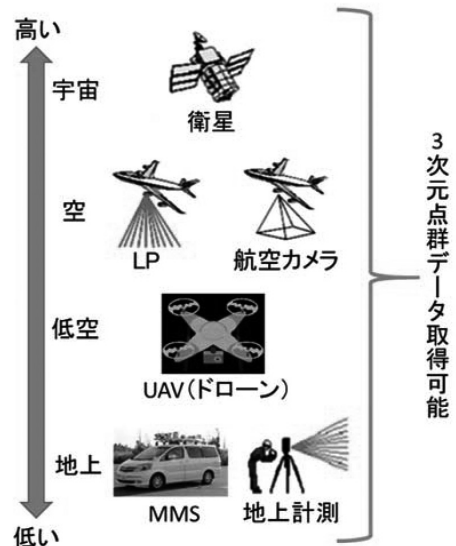 高い
宇宙
衛星
空
LP
航空カメラ
低空
UAV(ドローン)
地上
MMS
地上計測
低い
3次元点群データ取得可能